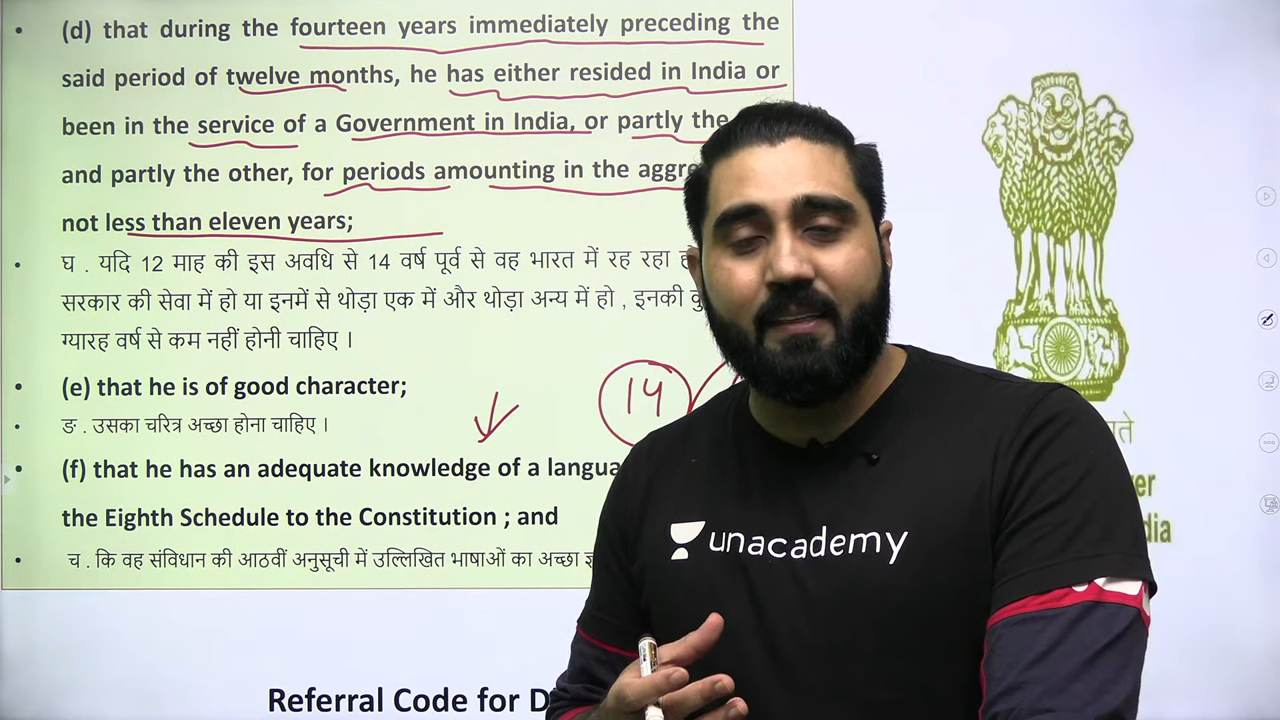 (d) that during the fourteen years immediately preceding the
said period of twelve months, he has either resided in India or
been in the service of a Government in India, or partly the
and partly the other, for periods amounting in the
not less than eleven years;
घ . यदि 12 माह की इस अवधि से 14 वर्ष पूर्व से वह भारत में रह रहा
सरकार की सेवा में हो या इनमें से थोड़ा एक में और थोड़ा अन्य में हो , इनकी
ग्यारह वर्ष से कम नहीं होनी चाहिए ।
(e) that he is of good character;
14
ङ . उसका चरित्र अच्छा होना चाहिए ।
(f) that he has an adequate knowledge of a
the Eighth Schedule to the Constitution ; and
च . कि वह संविधान की आठवीं अनुसूची में उल्लिखित भाषाओं का अच्छा
Referral Code for
unacademy